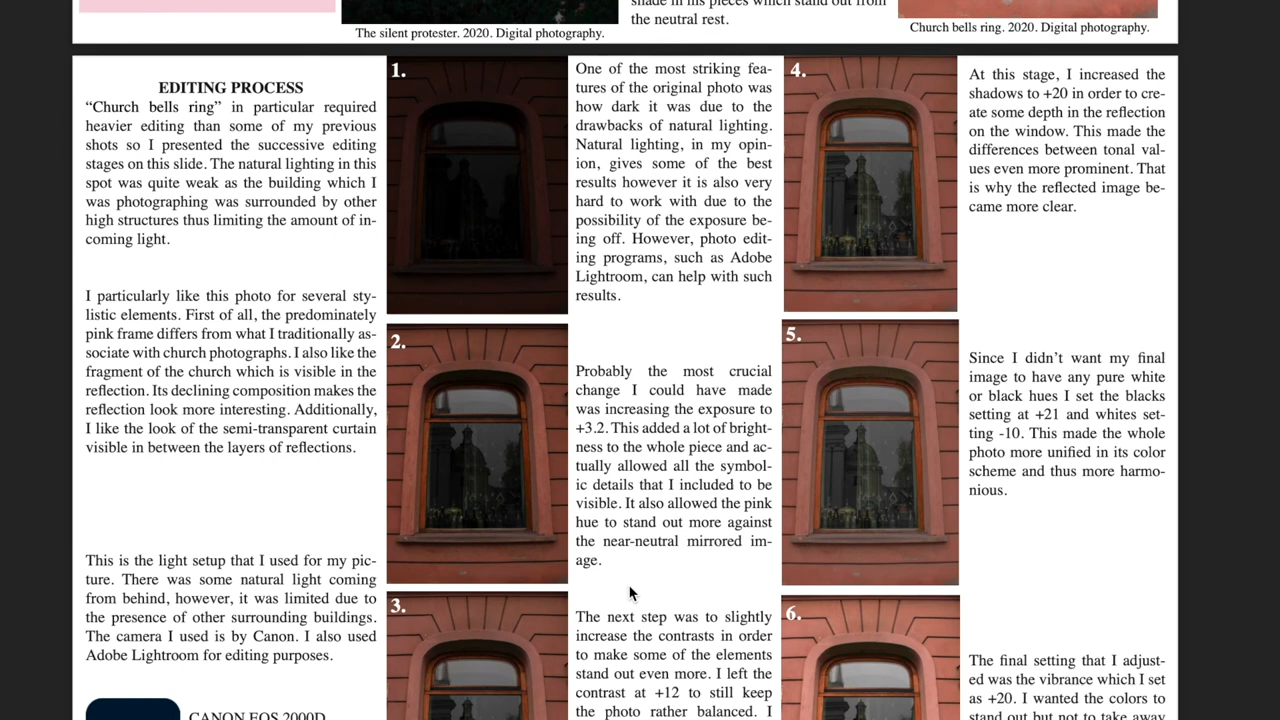 shade in his pieces which stand out from
the neutral rest.
The silent protester. 2020. Digital photography.
Church bells ring. 2020. Digital photography.
EDITING PROCESS
“Church bells ring” in particular required
heavier editing than some of my previous
shots so I presented the successive editing
stages on this slide. The natural lighting in this
spot was quite weak as the building which I
was photographing was surrounded by other
high structures thus limiting the amount of in-
coming light.
I particularly like this photo for several sty-
listic elements. First of all, the predominately
pink frame differs from what I traditionally as-
sociate with church photographs. I also like the
fragment of the church which is visible in the
reflection. Its declining composition makes the
reflection look more interesting. Additionally,
I like the look of the semi-transparent curtain
visible in between the layers of reflections.
This is the light setup that I used for my pic-
ture. There was some natural light coming
from behind, however, it was limited due to
the presence of other surrounding buildings.
The camera I used is by Canon. I also used
Adobe Lightroom for editing purposes.
CANON EOS 2000D
1.
2.
3.
One of the most striking fea-
tures of the original photo was
how dark it was due to the
drawbacks of natural lighting.
Natural lighting, in my opin-
ion, gives some of the best
results however it is also very
hard to work with due to the
possibility of the exposure be-
ing off. However, photo edit-
ing programs, such as Adobe
Lightroom, can help with such
results.
Probably the most crucial
change I could have made
was increasing the exposure to
+3.2. This added a lot of bright-
ness to the whole piece and ac-
tually allowed all the symbol-
ic details that I included to be
visible. It also allowed the pink
hue to stand out more against
the near-neutral mirrored im-
age.
The next step was to slightly
increase the contrasts in order
to make some of the elements
stand out even more. I left the
contrast at +12 to still keep
the photo rather balanced. I
4.
5.
6.
At this stage, I increased the
shadows to +20 in order to cre-
ate some depth in the reflection
on the window. This made the
differences between tonal val-
ues even more prominent. That
is why the reflected image be-
came more clear.
Since I didn’t want my final
image to have any pure white
or black hues I set the blacks
setting at +21 and whites set-
ting -10. This made the whole
photo more unified in its color
scheme and thus more harmo-
nious.
The final setting that I adjust-
ed was the vibrance which I set
as +20. I wanted the colors to
stand out but not to take away